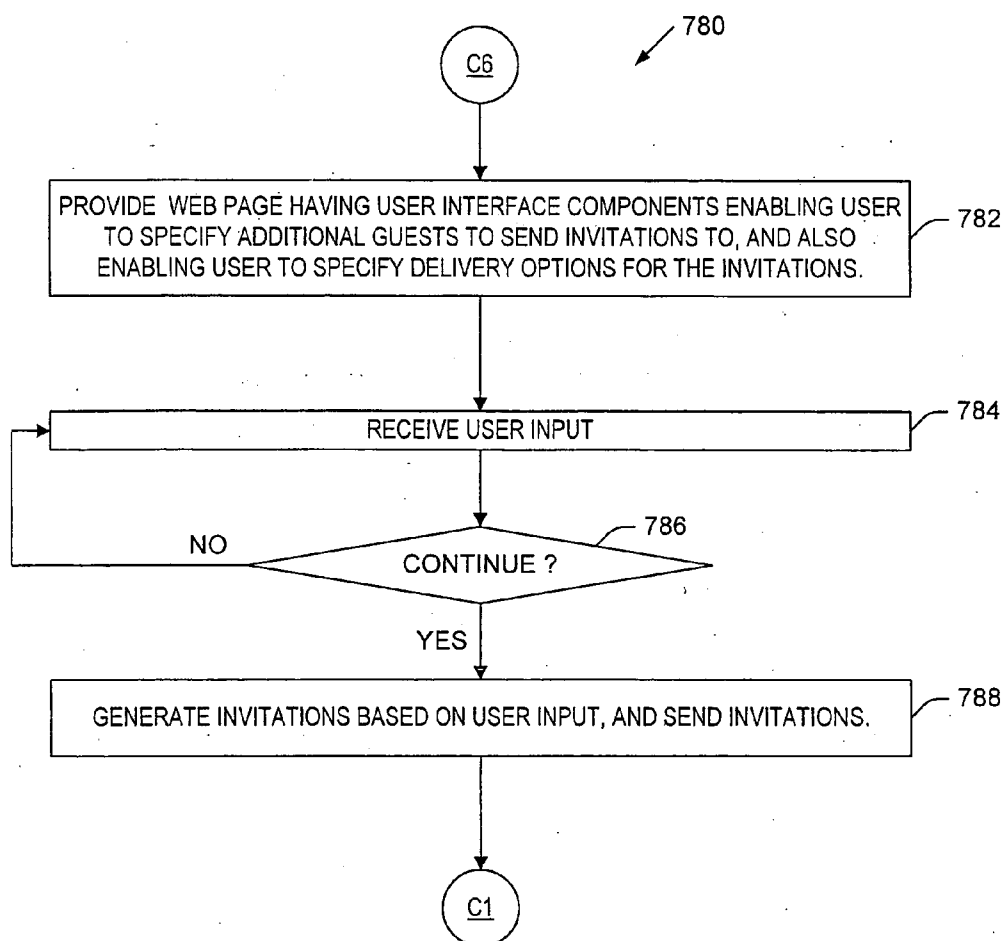 780
C6
PROVIDE WEB PAGE HAVING USER INTERFACE COMPONENTS ENABLING USER
TO SPECIFY ADDITIONAL GUESTS TO SEND INVITATIONS TO, AND ALSO
ENABLING USER TO SPECIFY DELIVERY OPTIONS FOR THE INVITATIONS.
782
RECEIVE USER INPUT
784
786
NO
CONTINUE ?
YES
GENERATE INVITATIONS BASED ON USER INPUT, AND SEND INVITATIONS.
788
C1